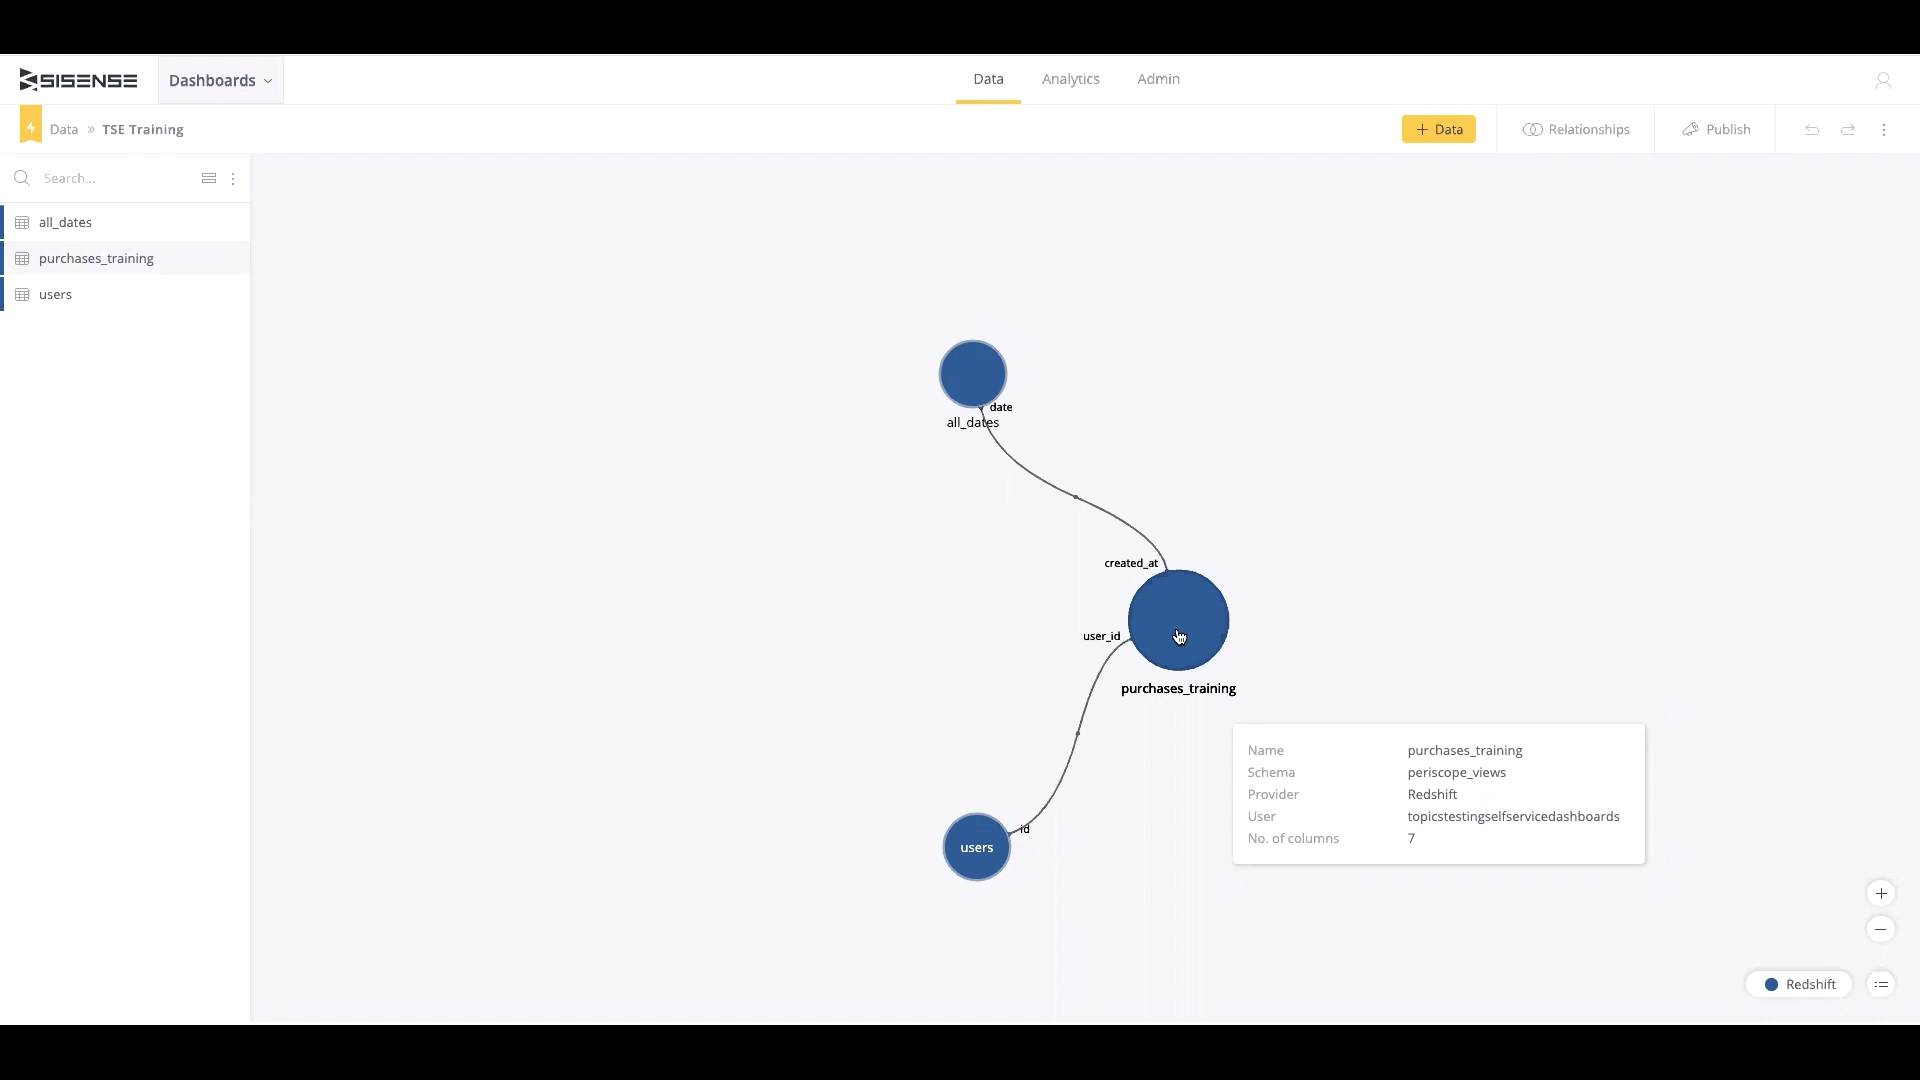 SISENSE
Dashboards
Data
Analytics
Admin
Data » TSE Training
+ Data
Relationships
Publish
Search...
all_dates
purchases_training
users
date
all_dates
created_at
user_id
purchases_training
Name purchases_training
Schema periscope_views
Provider Redshift
User topicstestingselfservicedashboards
No. of columns 7
id
users
Redshift